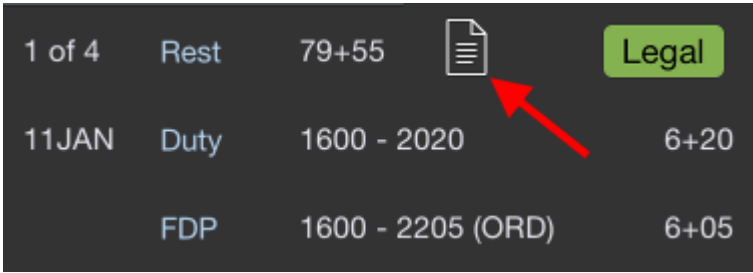 1 of 4 Rest 79+55 Legal
11JAN Duty 1600 - 2020 6+20
FDP 1600 - 2205 (ORD) 6+05